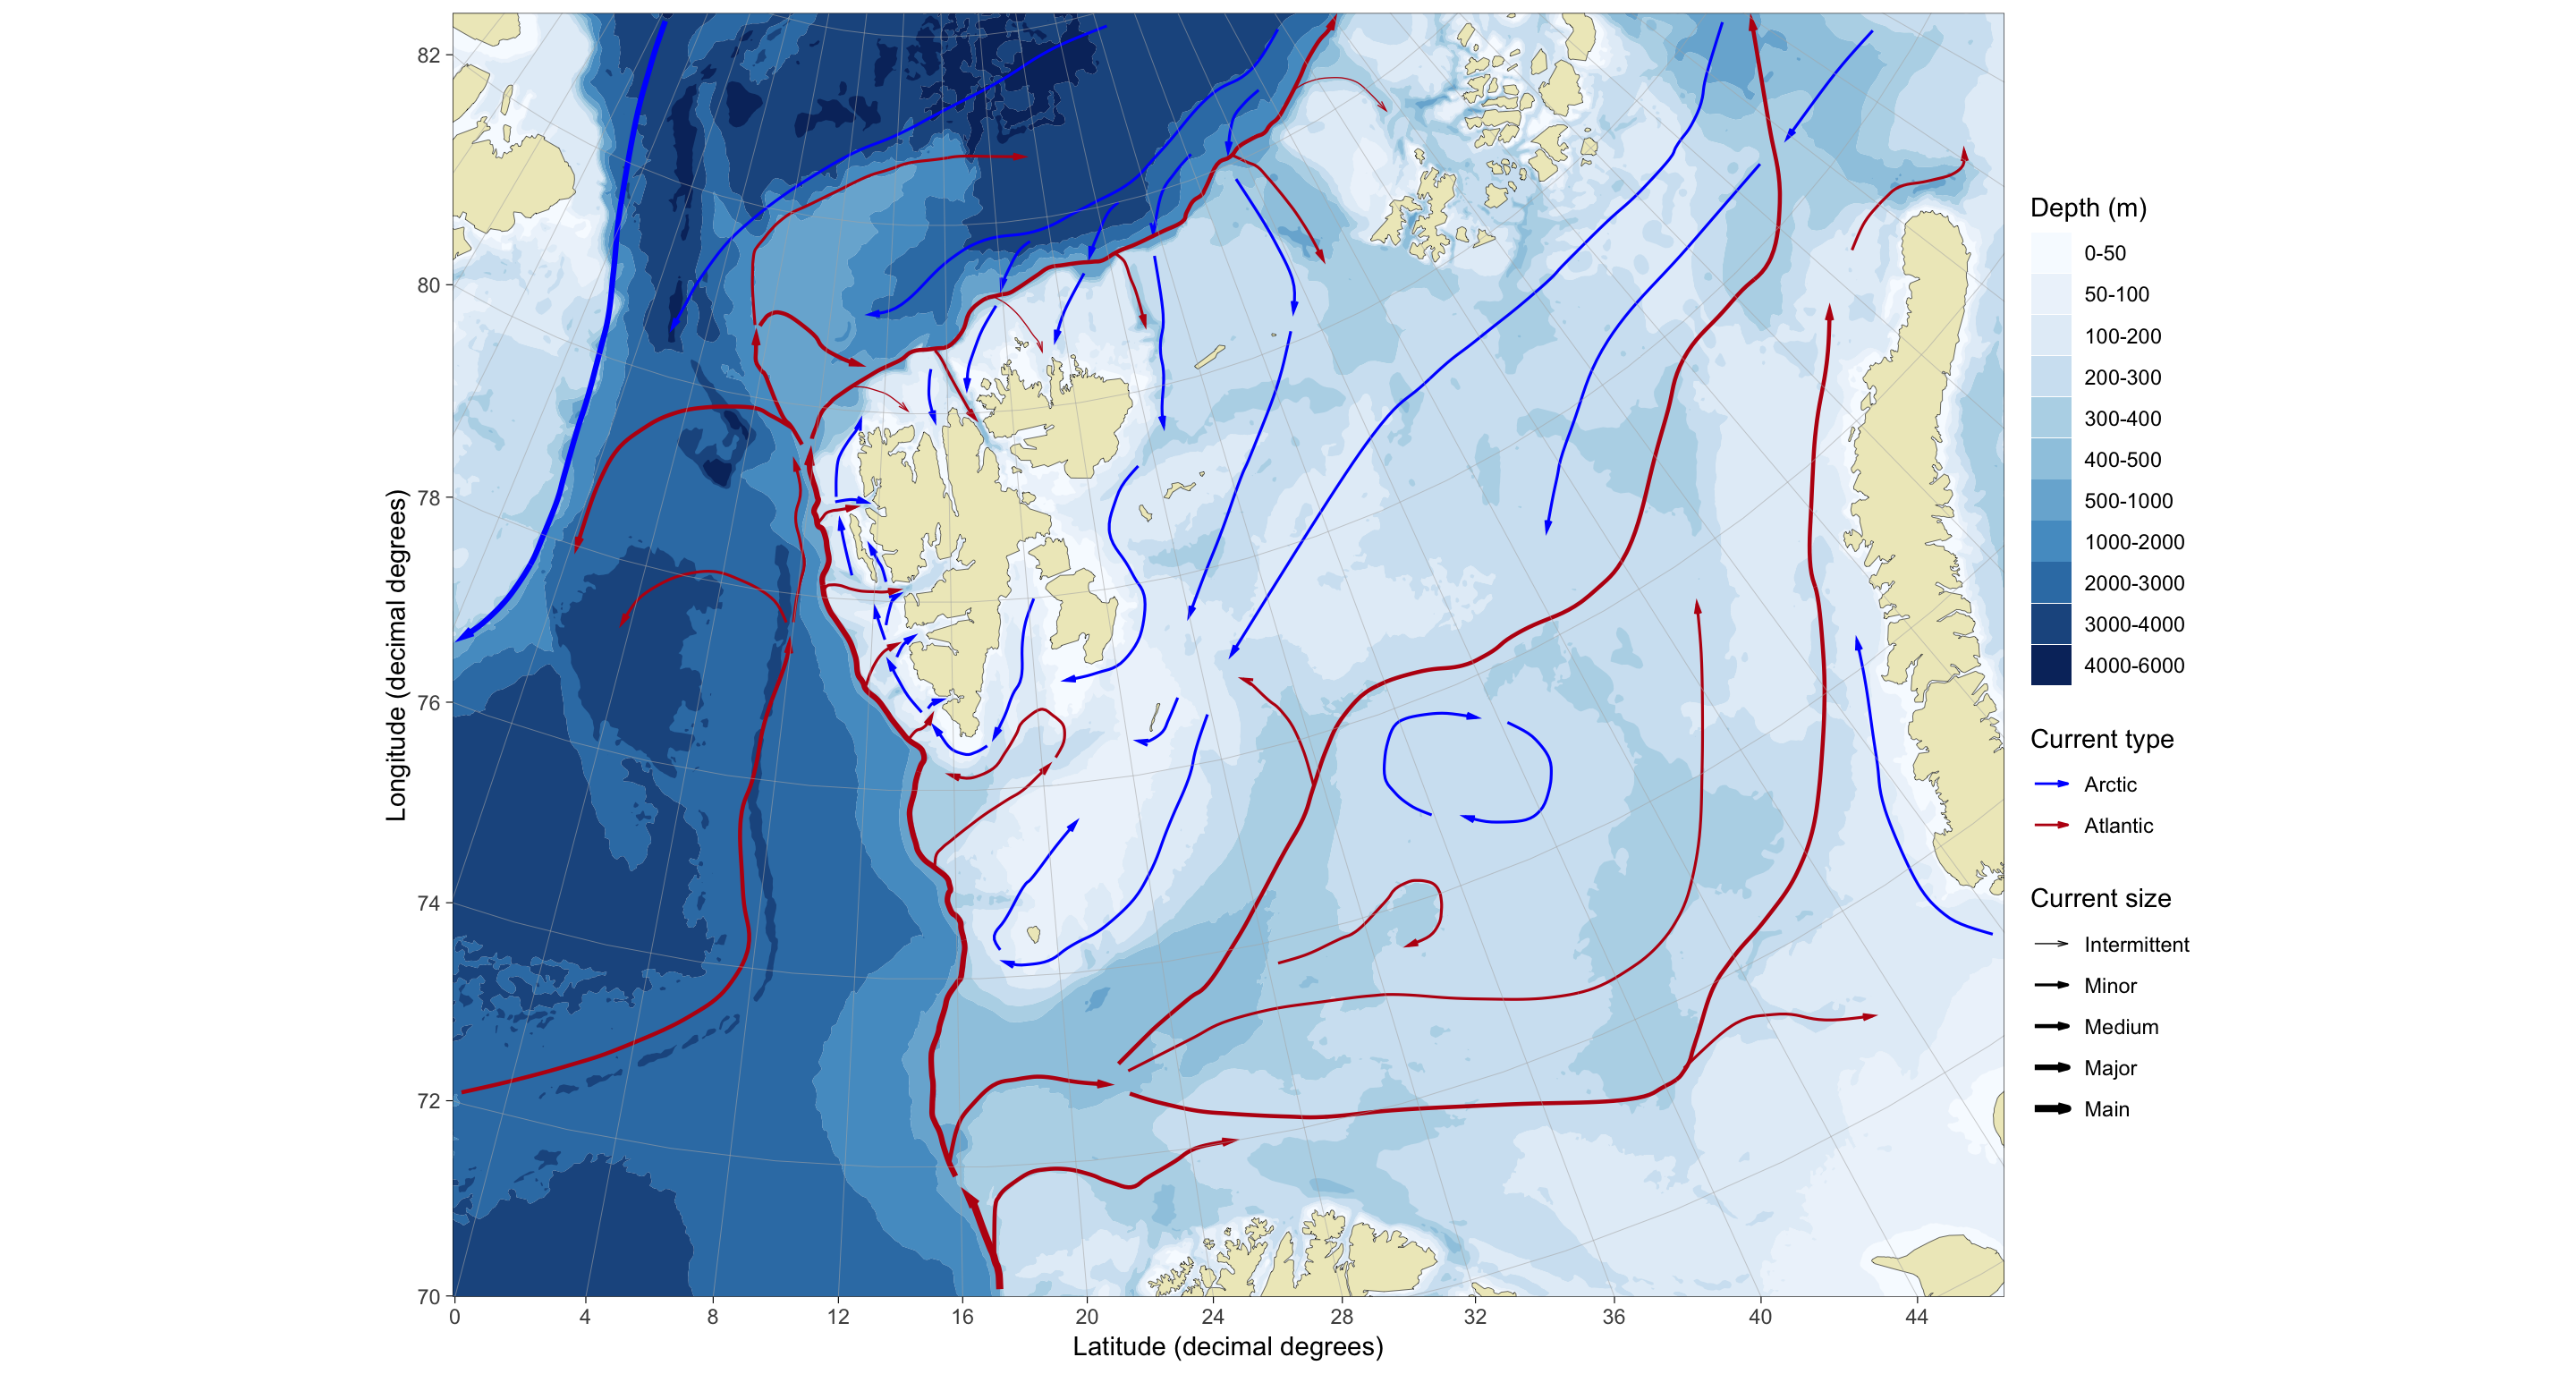 82
80
78
76
74
72
70
Longitude (decimal degrees)
0 4 8 12 16 20 24 28 32 36 40 44
Latitude (decimal degrees)
Depth (m)
0-50
50-100
100-200
200-300
300-400
400-500
500-1000
1000-2000
2000-3000
3000-4000
4000-6000
Current type
Arctic
Atlantic
Current size
Intermittent
Minor
Medium
Major
Main